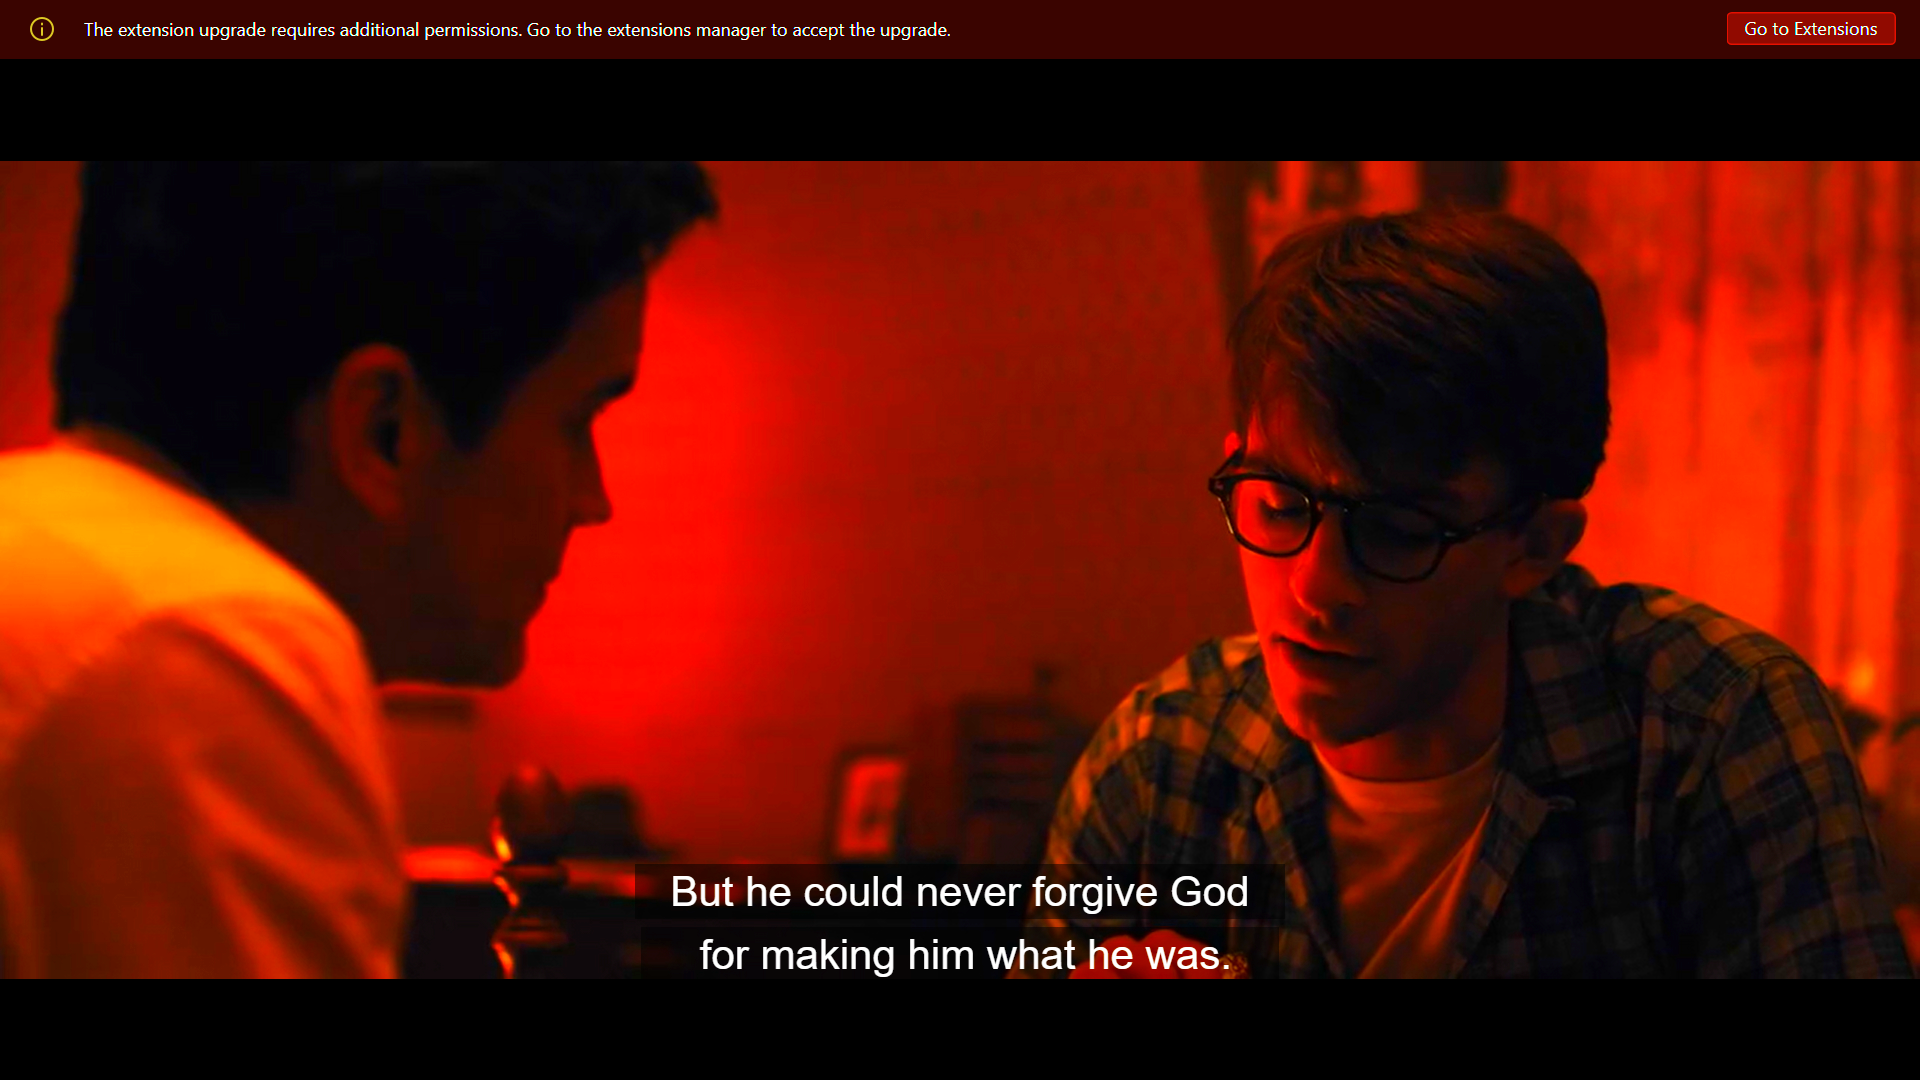 The extension upgrade requires additional permissions. Go to the extensions manager to accept the upgrade.
Go to Extensions
But he could never forgive God
for making him what he was.